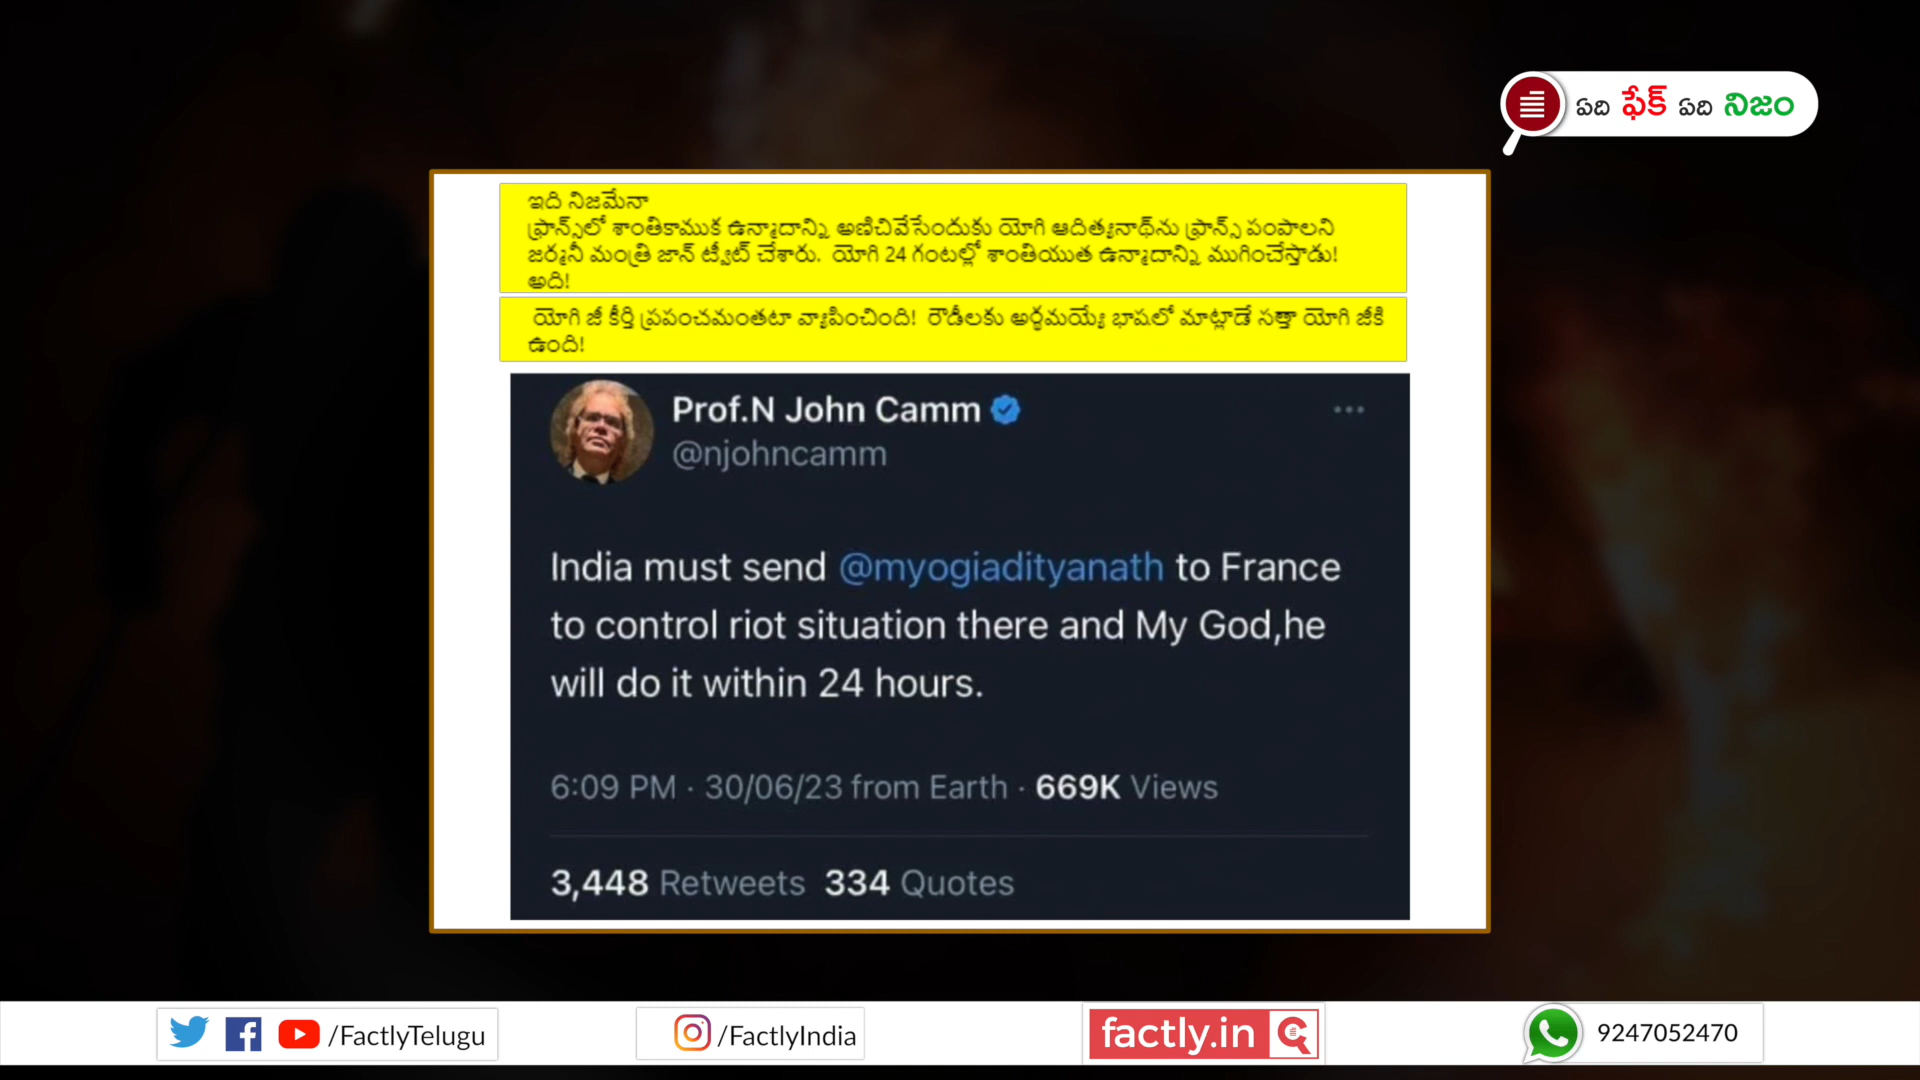 ఏది ఫేక్ ఏది నిజం
ఇది నిజమేనా
ఫ్రాన్స్‌లో శాంతికాముక ఉన్మాదాన్ని అణిచివేసేందుకు యోగి ఆదిత్యనాథ్‌ను ఫ్రాన్స్ పంపాలని
జర్మనీ మంత్రి జాన్ ట్వీట్ చేశారు. యోగి 24 గంటల్లో శాంతియుత ఉన్మాదాన్ని ముగించేస్తాడు!
అది!
యోగి జీ కీర్తి ప్రపంచమంతటా వ్యాపించింది! రౌడీలకు అర్థమయ్యే భాషలో మాట్లాడే సత్తా యోగి జీకి
ఉంది!
Prof.N John Camm
@njohncamm
India must send @myogiadityanath to France
to control riot situation there and My God,he
will do it within 24 hours.
6:09 PM · 30/06/23 from Earth · 669K Views
3,448 Retweets 334 Quotes
/FactlyTelugu
/FactlyIndia
factly.in
9247052470